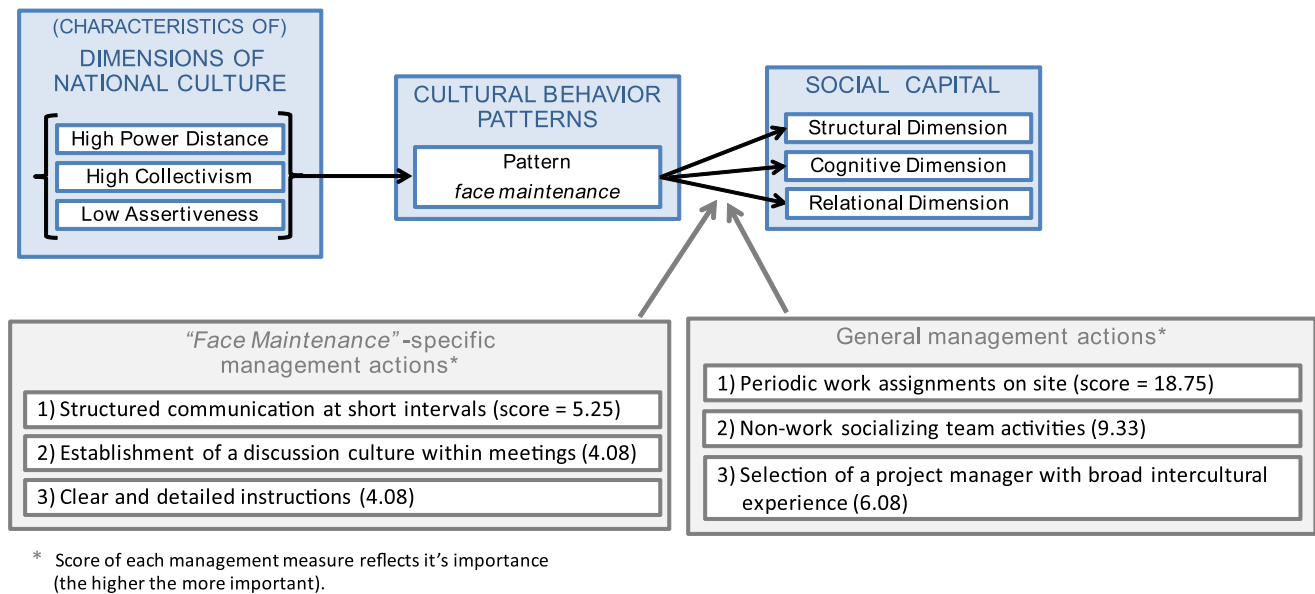 (CHARACTERISTICS OF)
DIMENSIONS OF
NATIONAL CULTURE
High Power Distance
High Collectivism
Low Assertiveness
CULTURAL BEHAVIOR
PATTERNS
Pattern
face maintenance
SOCIAL CAPITAL
Structural Dimension
Cognitive Dimension
Relational Dimension
“Face Maintenance”-specific
management actions*
1) Structured communication at short intervals (score = 5.25)
2) Establishment of a discussion culture within meetings (4.08)
3) Clear and detailed instructions (4.08)
General management actions*
1) Periodic work assignments on site (score = 18.75)
2) Non-work socializing team activities (9.33)
3) Selection of a project manager with broad intercultural
experience (6.08)
* Score of each management measure reflects it’s importance
(the higher the more important).